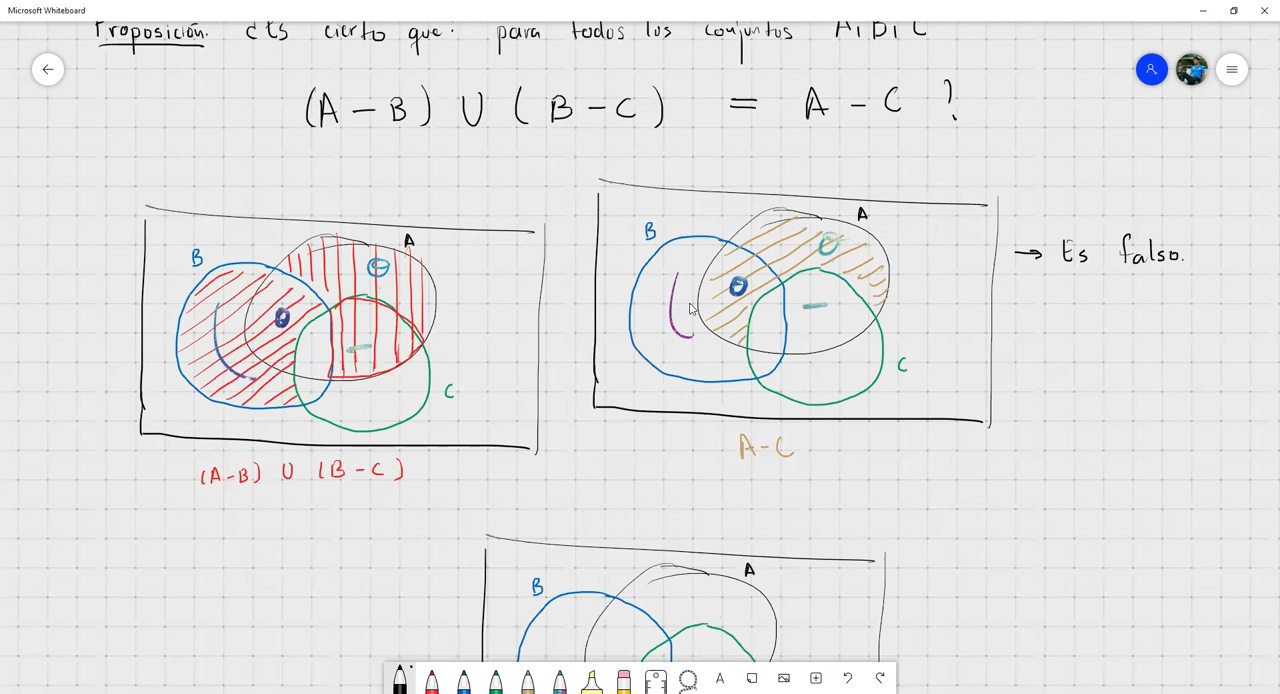 Microsoft Whiteboard
Proposición. ¿Es cierto que: para todos los conjuntos A, B, C
(A - B) ∪ (B - C) = A - C ?
B A C
B A C
→ Es falso.
(A-B) ∪ (B-C)
A-C
B A
A